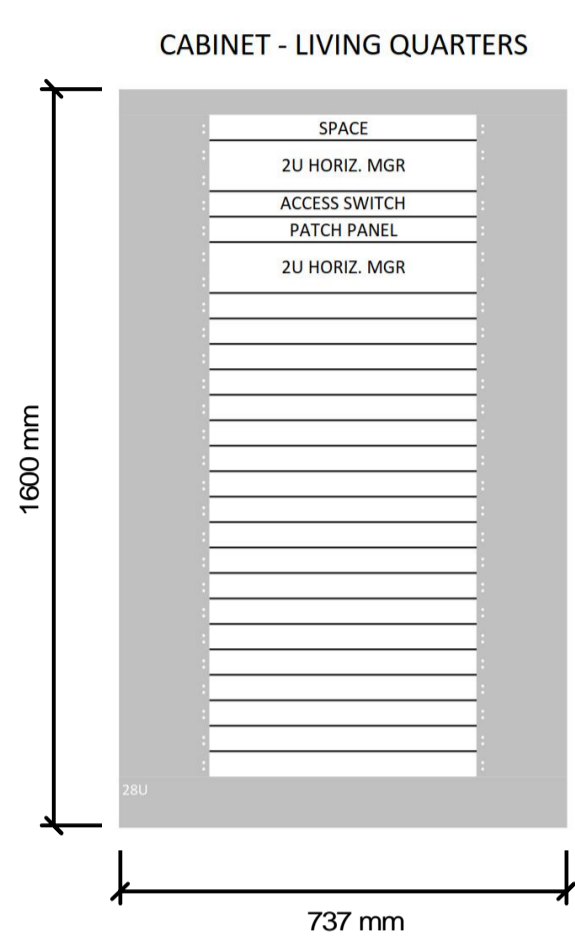 CABINET - LIVING QUARTERS
SPACE
2U HORIZ. MGR
ACCESS SWITCH
PATCH PANEL
2U HORIZ. MGR
1600 mm
28U
737 mm